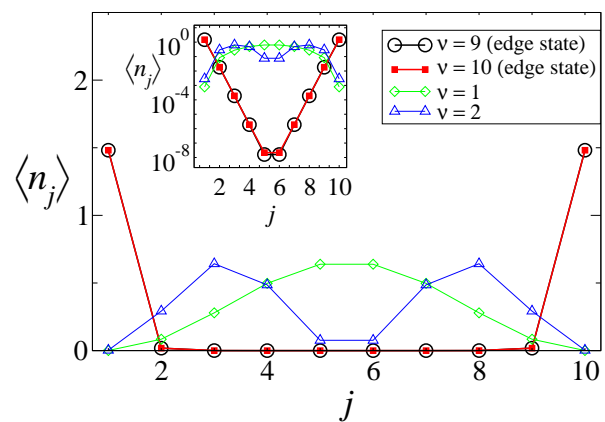 2
1
0
⟨n_j⟩
2
4
6
8
10
j
10^0
10^-4
10^-8
⟨n_j⟩
2
4
6
8
10
j
ν = 9 (edge state)
ν = 10 (edge state)
ν = 1
ν = 2